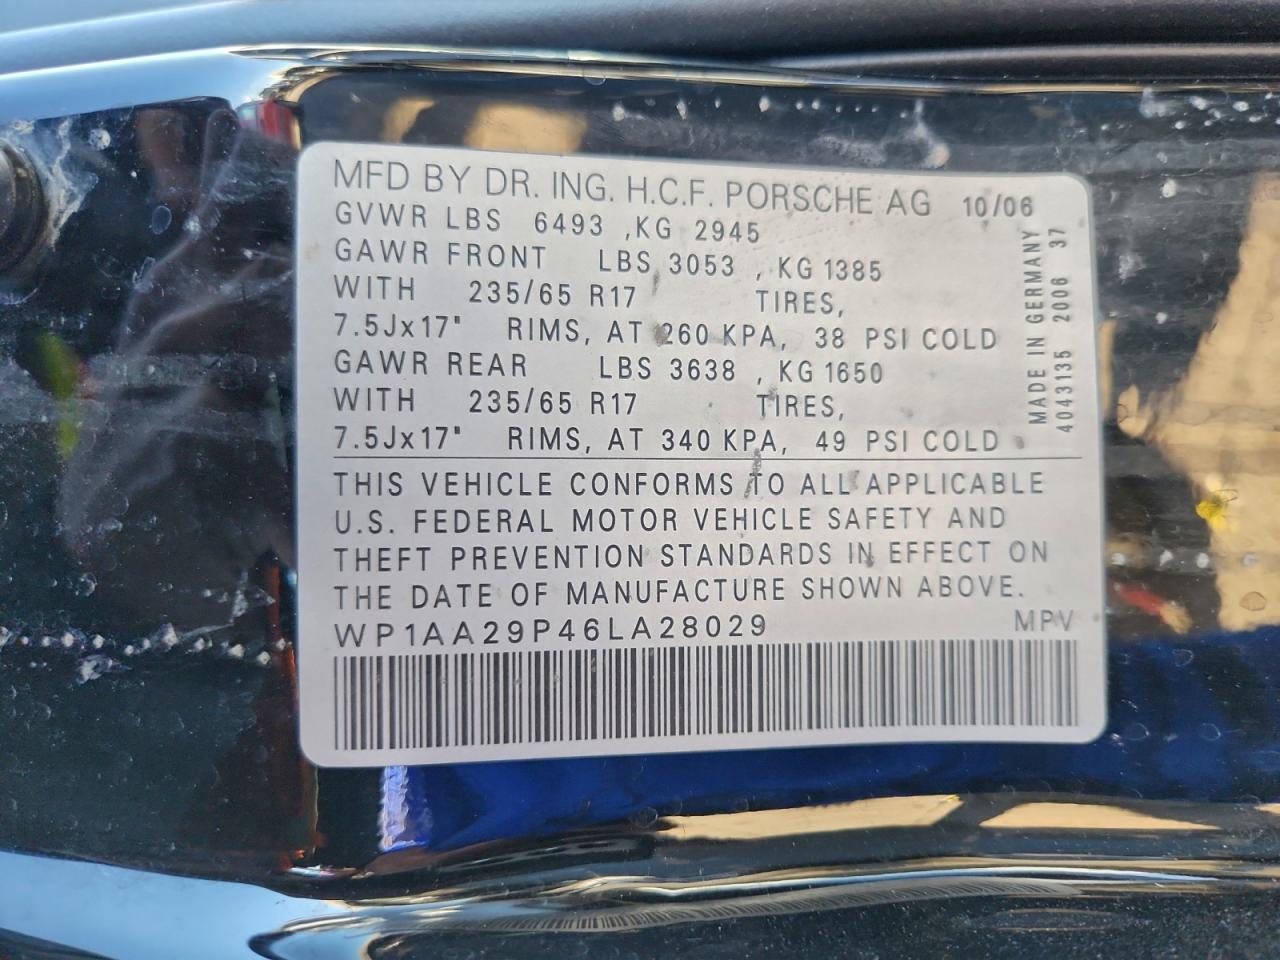 MFD BY DR. ING. H.C.F. PORSCHE AG 10/06
GVWR LBS 6493 ,KG 2945
GAWR FRONT LBS 3053 , KG 1385
WITH 235/65 R17 TIRES,
7.5Jx17" RIMS, AT 260 KPA, 38 PSI COLD
GAWR REAR LBS 3638 , KG 1650
WITH 235/65 R17 TIRES,
7.5Jx17" RIMS, AT 340 KPA, 49 PSI COLD
MADE IN GERMANY
4043135 2006 37
THIS VEHICLE CONFORMS TO ALL APPLICABLE
U.S. FEDERAL MOTOR VEHICLE SAFETY AND
THEFT PREVENTION STANDARDS IN EFFECT ON
THE DATE OF MANUFACTURE SHOWN ABOVE.
WP1AA29P46LA28029 MPV